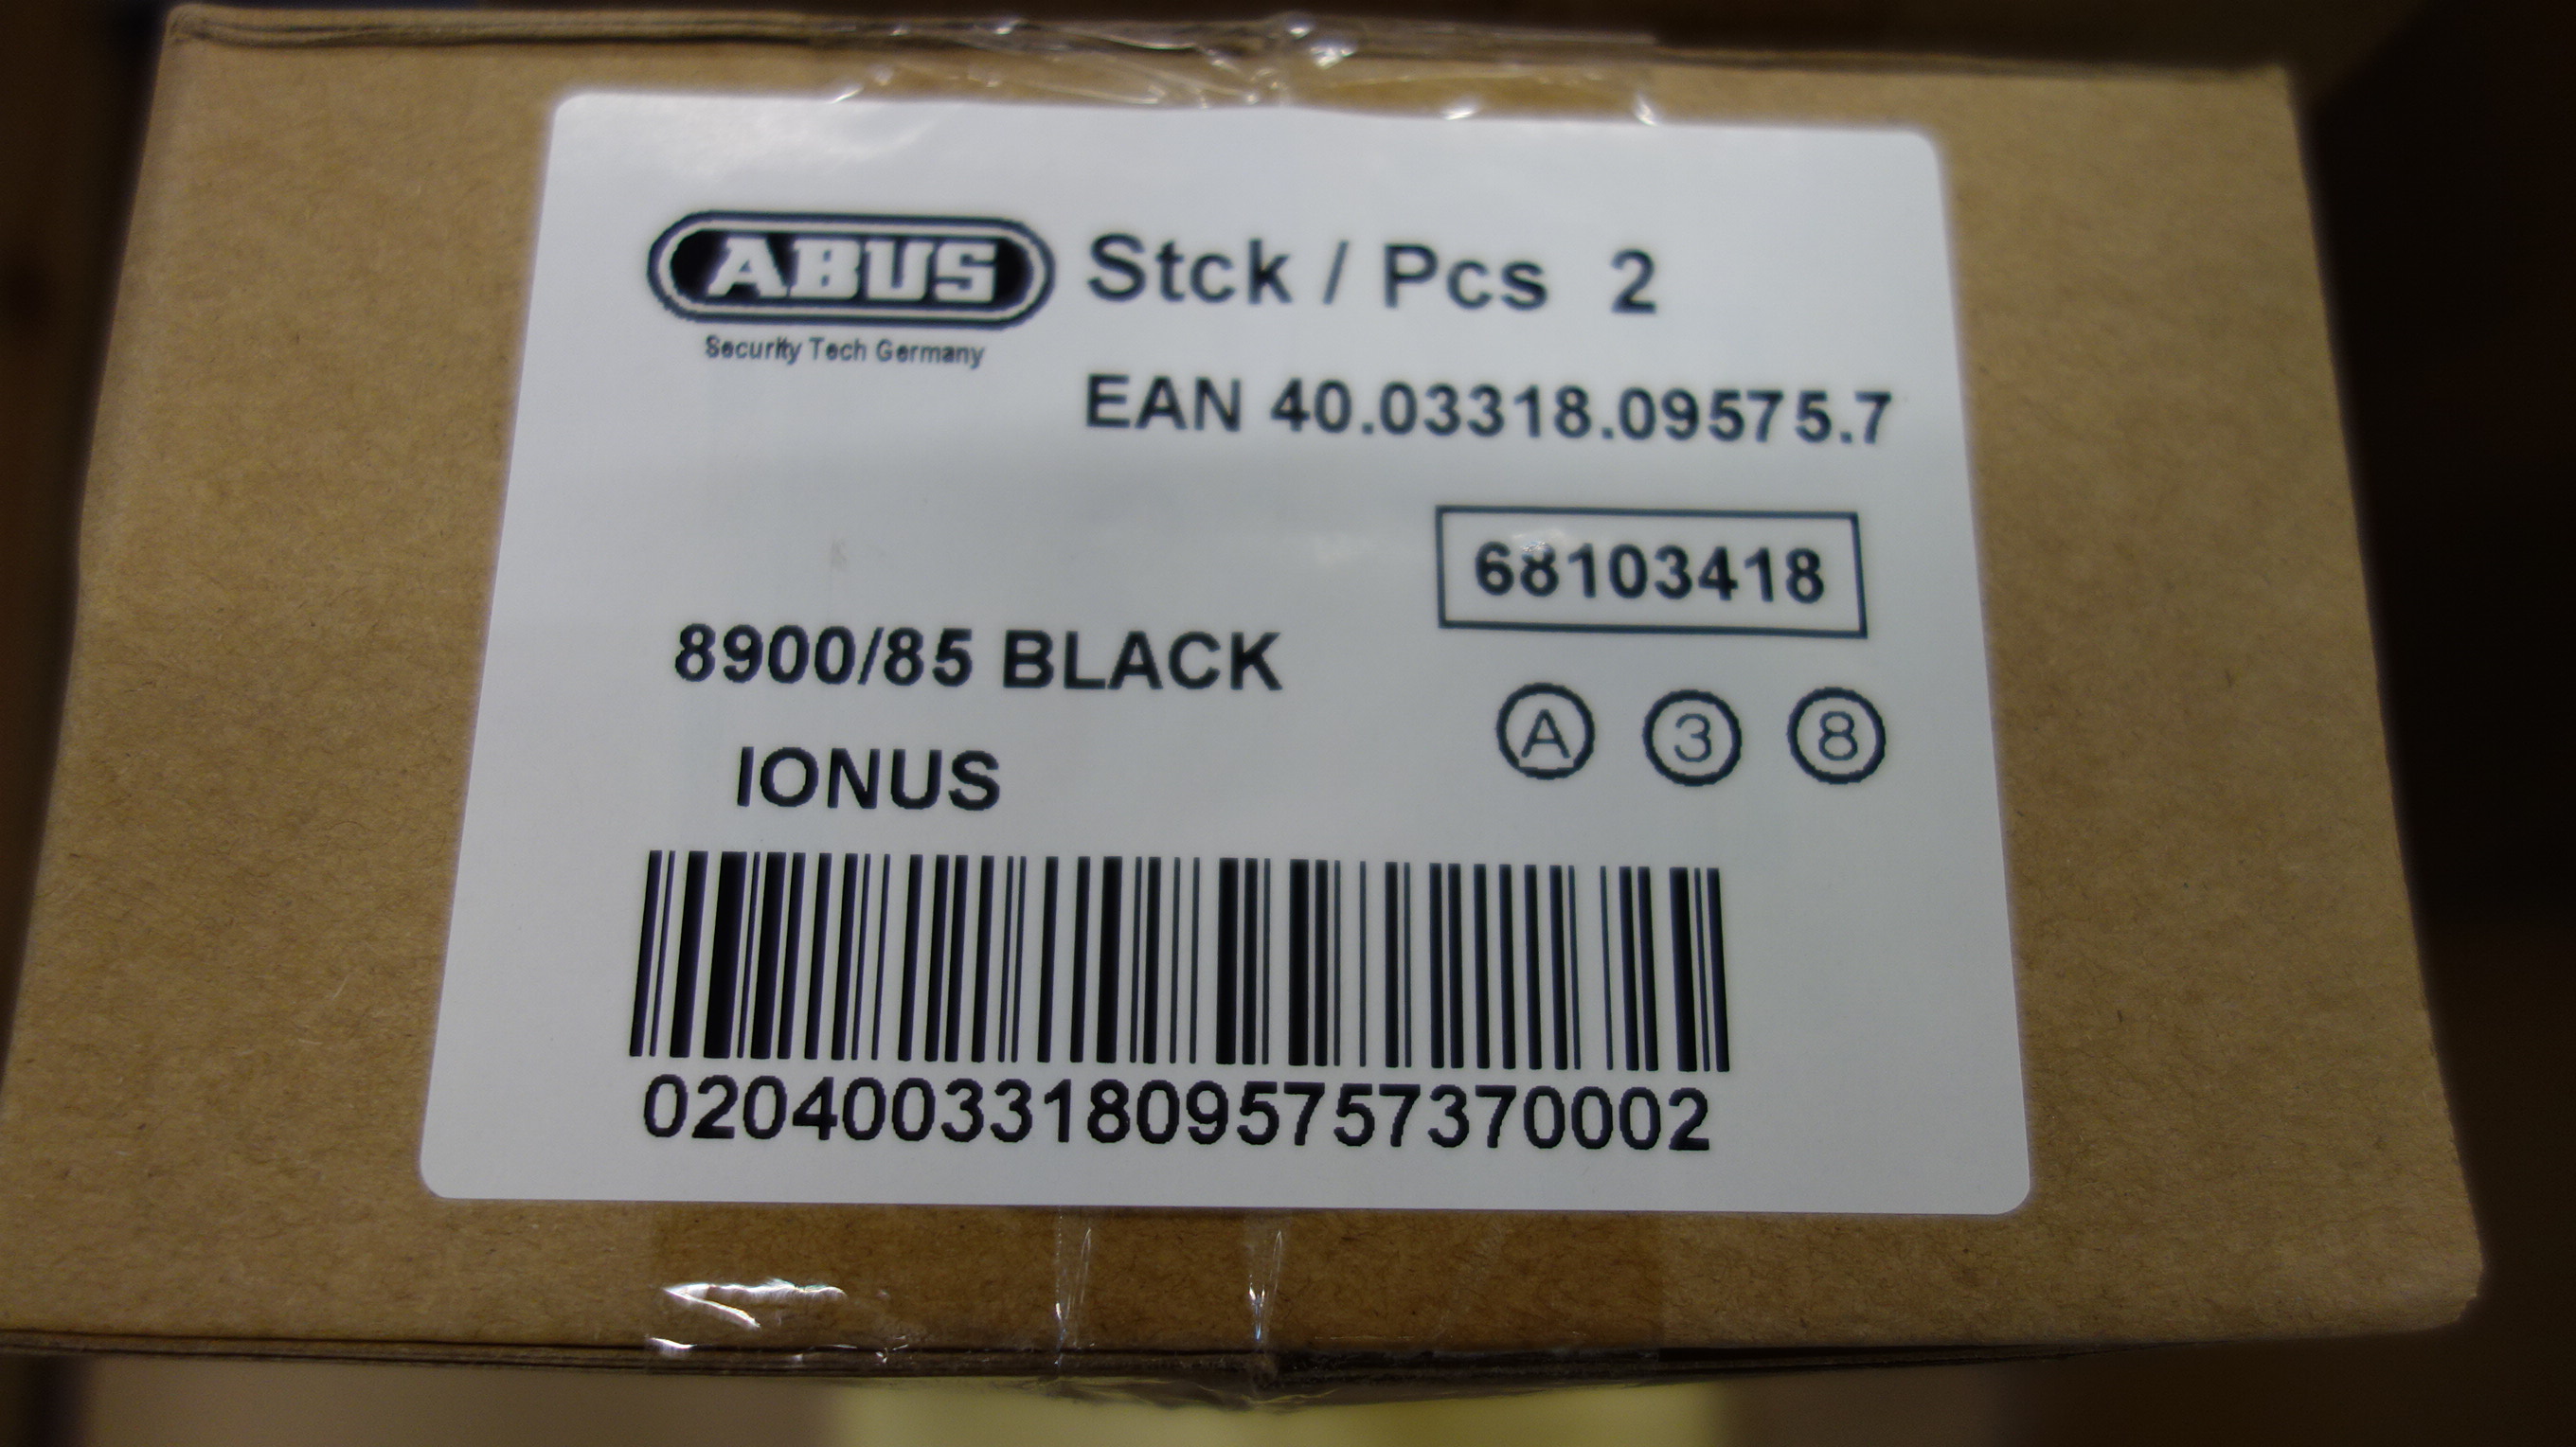 ABUS
Security Tech Germany
Stck / Pcs 2
EAN 40.03318.09575.7
68103418
8900/85 BLACK
A 3 8
IONUS
0204003318095757370002